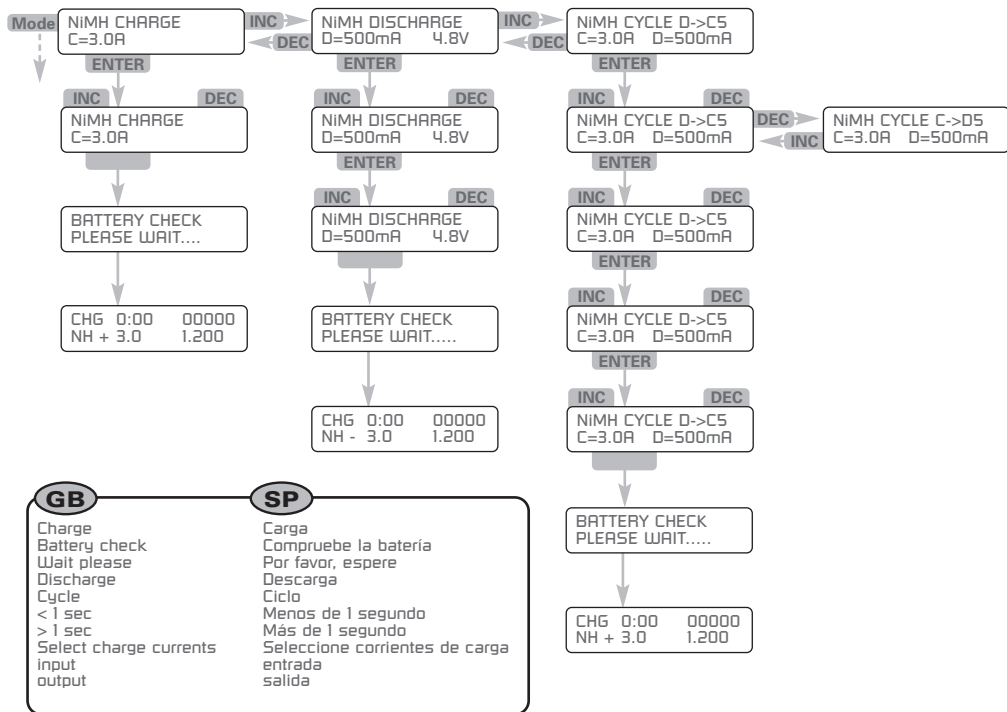 Mode
NiMH CHARGE
C=3.0A
INC
DEC
NiMH DISCHARGE
D=500mA 4.8V
INC
DEC
NiMH CYCLE D->C5
C=3.0A D=500mA
ENTER
ENTER
ENTER
INC DEC
NiMH CHARGE
C=3.0A
INC DEC
NiMH DISCHARGE
D=500mA 4.8V
INC DEC
NiMH CYCLE D->C5
C=3.0A D=500mA
DEC
INC
NiMH CYCLE C->D5
C=3.0A D=500mA
ENTER
ENTER
BATTERY CHECK
PLEASE WAIT....
INC DEC
NiMH DISCHARGE
D=500mA 4.8V
INC DEC
NiMH CYCLE D->C5
C=3.0A D=500mA
ENTER
CHG 0:00 00000
NH + 3.0 1.200
BATTERY CHECK
PLEASE WAIT.....
INC DEC
NiMH CYCLE D->C5
C=3.0A D=500mA
ENTER
CHG 0:00 00000
NH - 3.0 1.200
INC DEC
NiMH CYCLE D->C5
C=3.0A D=500mA
BATTERY CHECK
PLEASE WAIT.....
CHG 0:00 00000
NH + 3.0 1.200
GB
Charge
Battery check
Wait please
Discharge
Cycle
< 1 sec
> 1 sec
Select charge currents
input
output
SP
Carga
Compruebe la batería
Por favor, espere
Descarga
Ciclo
Menos de 1 segundo
Más de 1 segundo
Seleccione corrientes de carga
entrada
salida